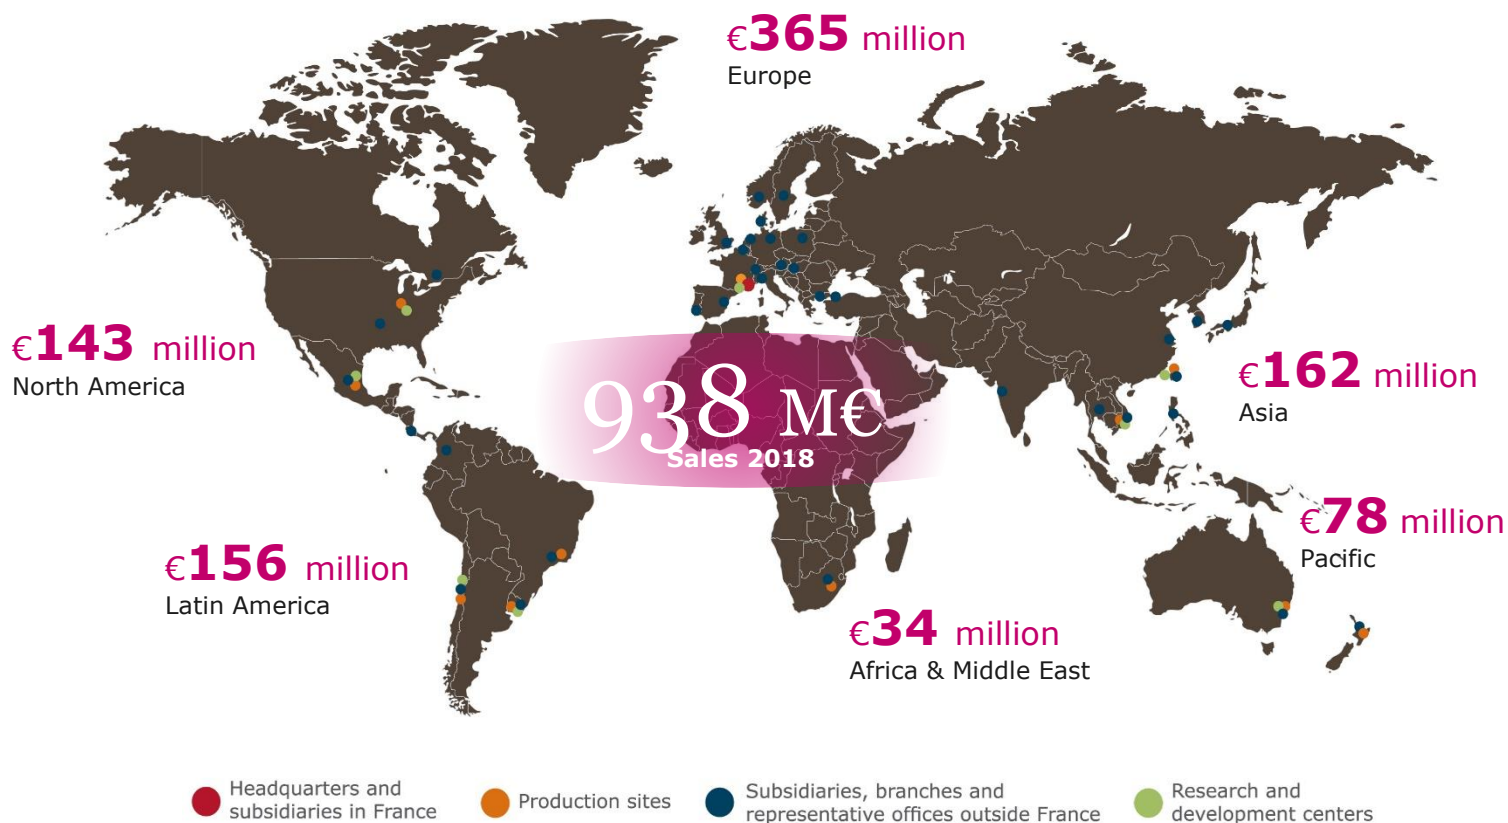 €365 million
Europe
€143 million
North America
938 M€
Sales 2018
€162 million
Asia
€78 million
Pacific
€156 million
Latin America
€34 million
Africa & Middle East
Headquarters and
subsidiaries in France
Production sites
Subsidiaries, branches and
representative offices outside France
Research and
development centers